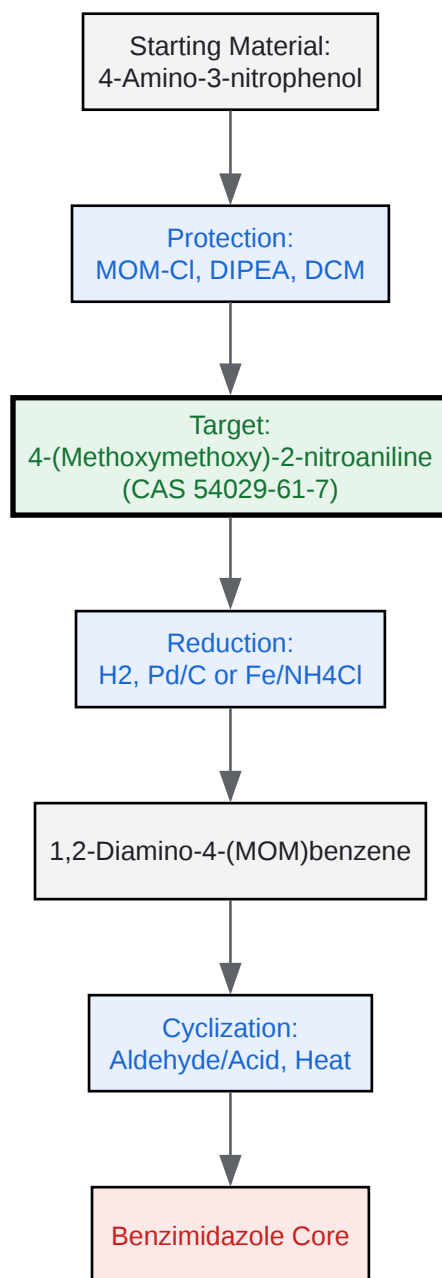 Starting Material:
4-Amino-3-nitrophenol
Protection:
MOM-Cl, DIPEA, DCM
Target:
4-(Methoxymethoxy)-2-nitroaniline
(CAS 54029-61-7)
Reduction:
H2, Pd/C or Fe/NH4Cl
1,2-Diamino-4-(MOM)benzene
Cyclization:
Aldehyde/Acid, Heat
Benzimidazole Core